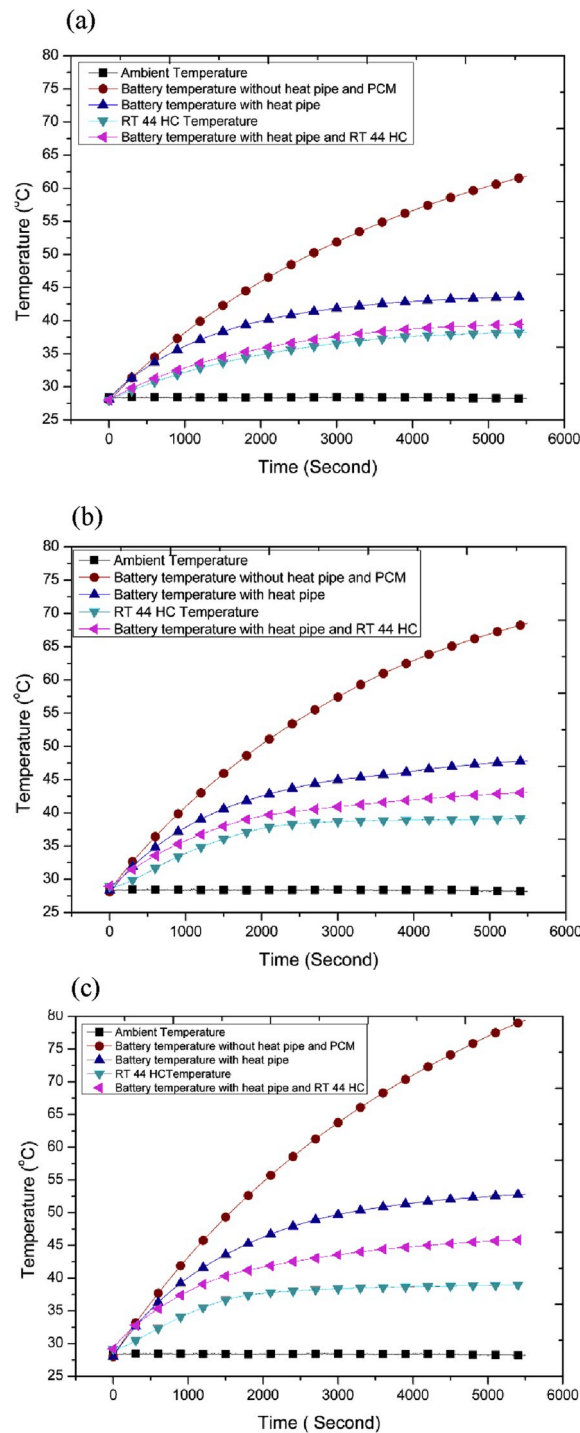 (a)
80
75
70
65
60
55
50
45
40
35
30
25
Temperature (°C)
Ambient Temperature
Battery temperature without heat pipe and PCM
Battery temperature with heat pipe
RT 44 HC Temperature
Battery temperature with heat pipe and RT 44 HC
0 1000 2000 3000 4000 5000 6000
Time (Second)
(b)
80
75
70
65
60
55
50
45
40
35
30
25
Temperature (°C)
Ambient Temperature
Battery temperature without heat pipe and PCM
Battery temperature with heat pipe
RT 44 HC Temperature
Battery temperature with heat pipe and RT 44 HC
0 1000 2000 3000 4000 5000 6000
Time (Second)
(c)
80
75
70
65
60
55
50
45
40
35
30
25
Temperature (°C)
Ambient Temperature
Battery temperature without heat pipe and PCM
Battery temperature with heat pipe
RT 44 HCTemperature
Battery temperature with heat pipe and RT 44 HC
0 1000 2000 3000 4000 5000 6000
Time ( Second)